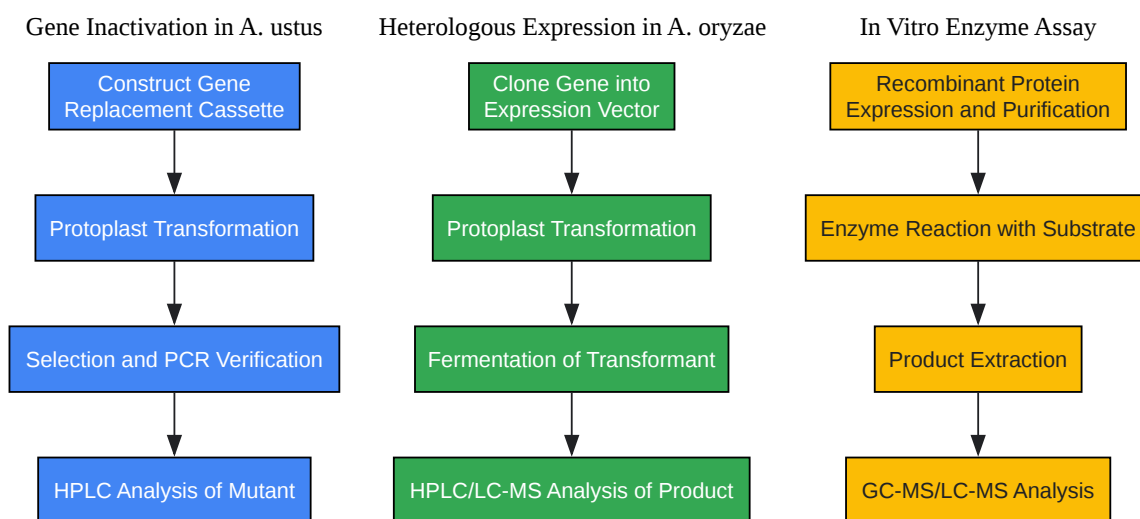 Gene Inactivation in A. ustus
Construct Gene
Replacement Cassette
Protoplast Transformation
Selection and PCR Verification
HPLC Analysis of Mutant
Heterologous Expression in A. oryzae
Clone Gene into
Expression Vector
Protoplast Transformation
Fermentation of Transformant
HPLC/LC-MS Analysis of Product
In Vitro Enzyme Assay
Recombinant Protein
Expression and Purification
Enzyme Reaction with Substrate
Product Extraction
GC-MS/LC-MS Analysis